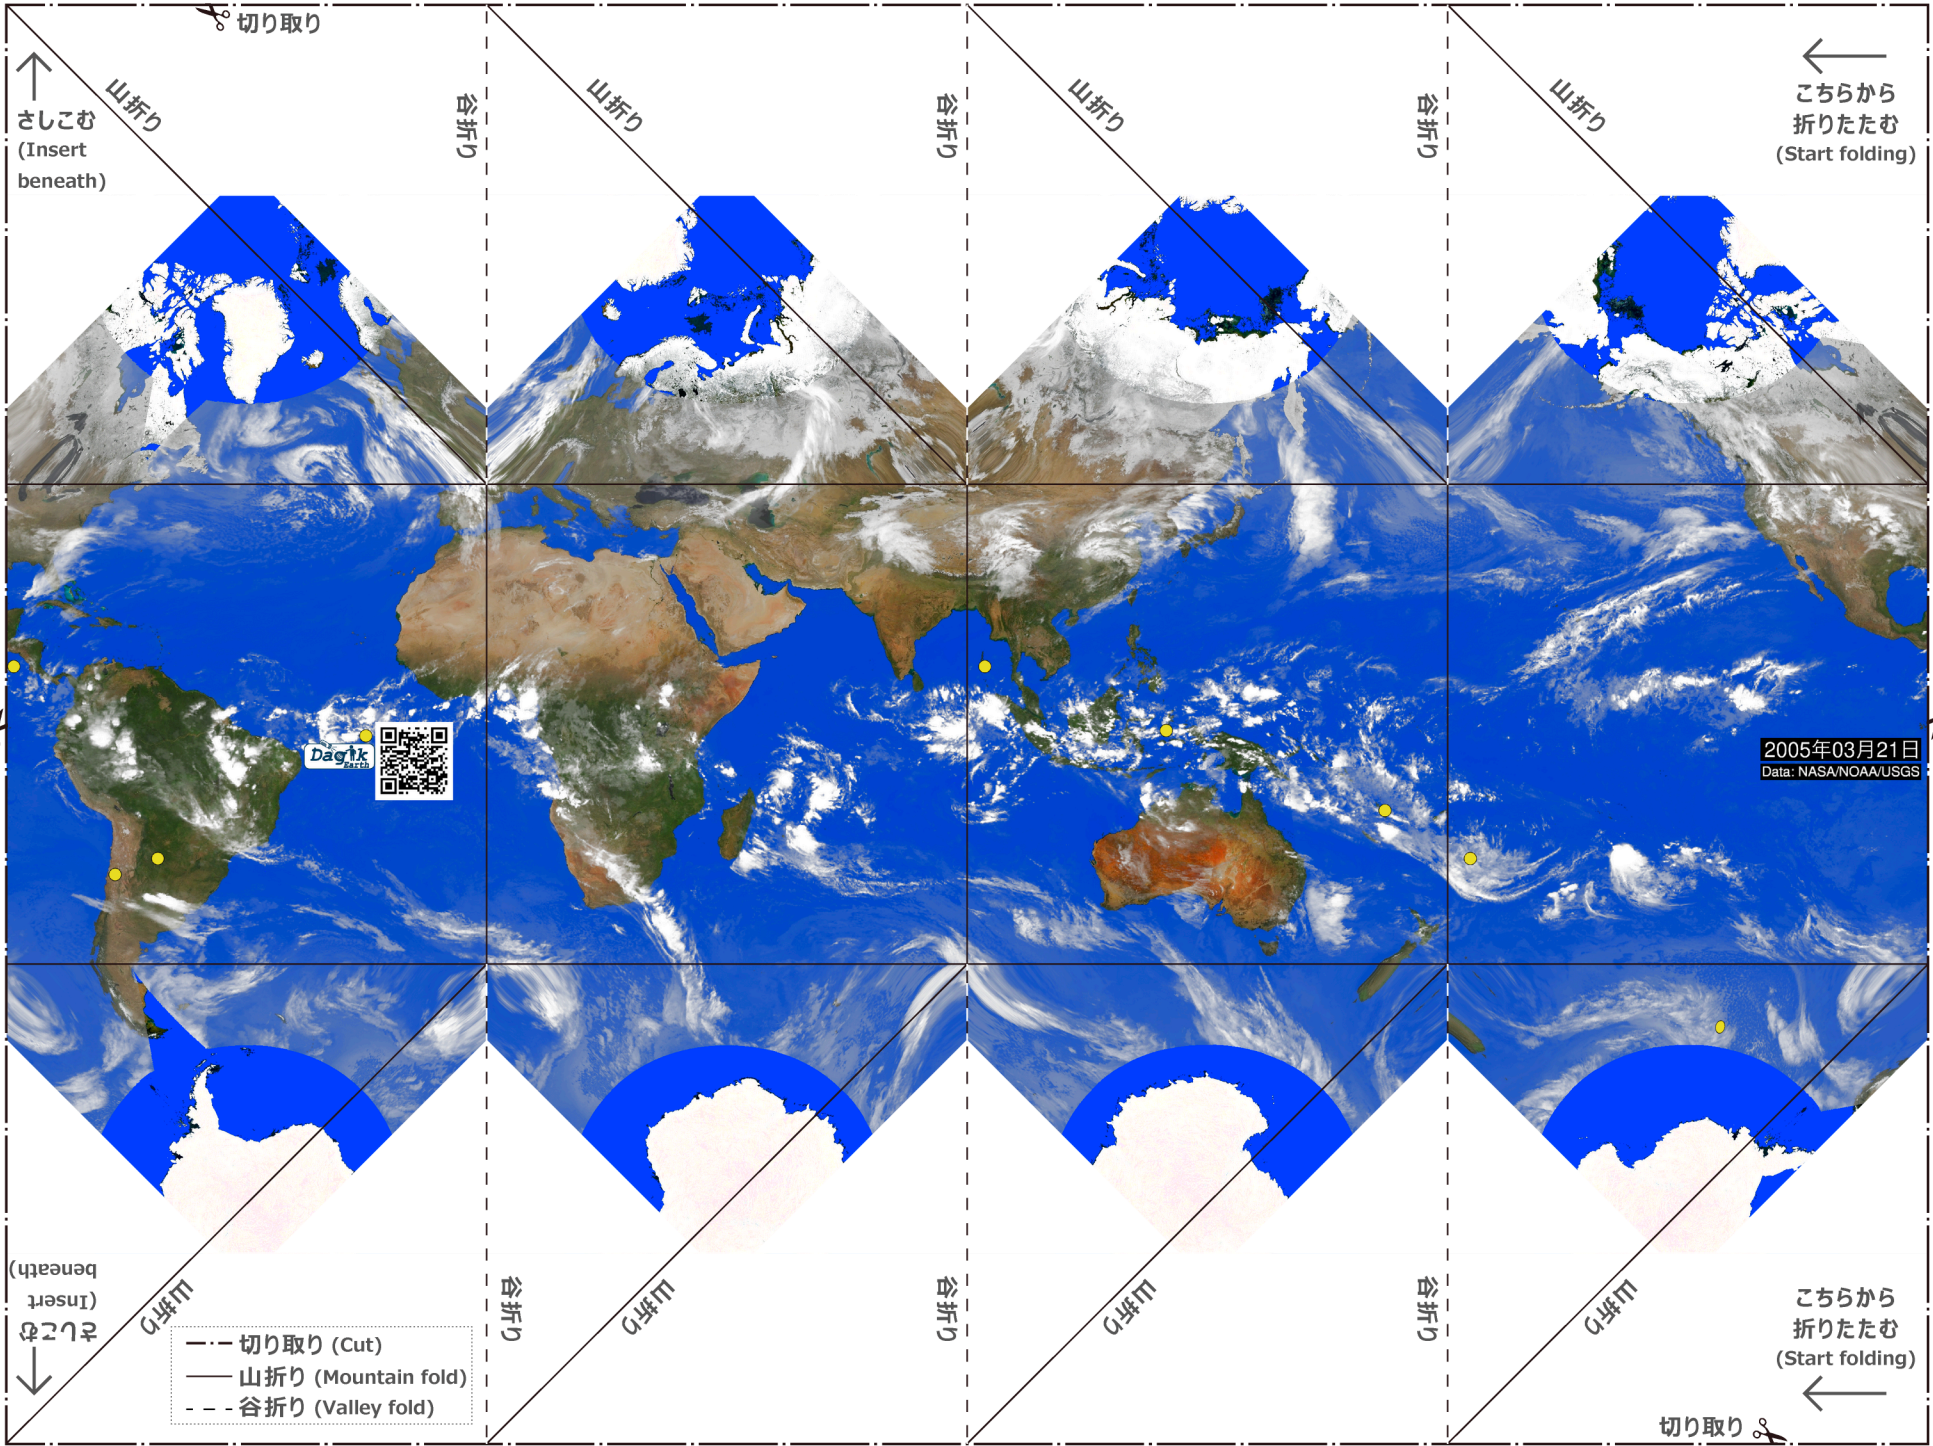 切り取り
さしこむ
(Insert
beneath)
山折り
谷折り
山折り
谷折り
山折り
谷折り
山折り
こちらから
折りたたむ
(Start folding)
Dagik
Earth
2005年03月21日
Data: NASA/NOAA/USGS
さしこむ
(Insert
beneath)
山折り
谷折り
山折り
谷折り
山折り
谷折り
山折り
こちらから
折りたたむ
(Start folding)
切り取り (Cut)
山折り (Mountain fold)
谷折り (Valley fold)
切り取り